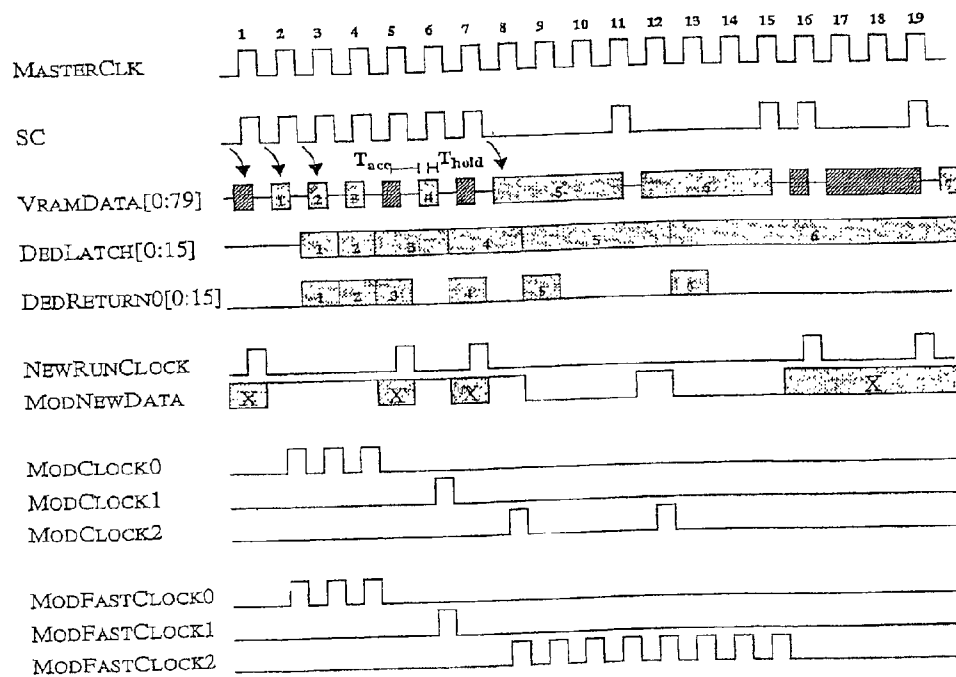 1 2 3 4 5 6 7 8 9 10 11 12 13 14 15 16 17 18 19
MASTERCLK
SC
Tacq Thold
VRAMDATA[0:79] 1 2 3 4 5 6 7
DEDLATCH[0:15] 1 2 3 4 5 6
DEDRETURN0[0:15] 1 2 3 4 5
NEWRUNCLOCK
MODNEWDATA X X X X
MODCLOCK0
MODCLOCK1
MODCLOCK2
MODFASTCLOCK0
MODFASTCLOCK1
MODFASTCLOCK2